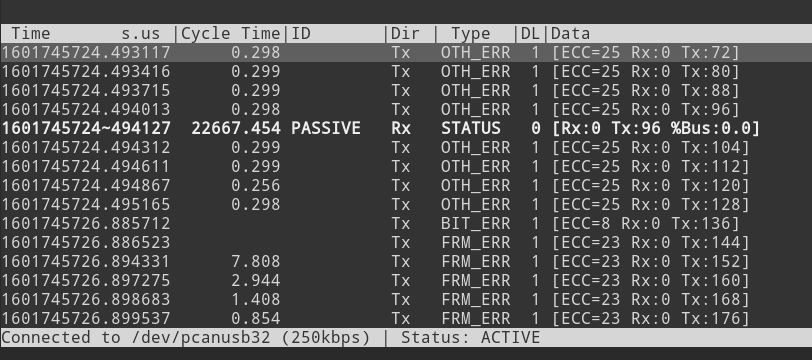 Time       s.us |Cycle Time|ID         |Dir | Type  |DL|Data
1601745724.493117      0.298           Tx   OTH_ERR  1 [ECC=25 Rx:0 Tx:72]
1601745724.493416      0.299           Tx   OTH_ERR  1 [ECC=25 Rx:0 Tx:80]
1601745724.493715      0.299           Tx   OTH_ERR  1 [ECC=25 Rx:0 Tx:88]
1601745724.494013      0.298           Tx   OTH_ERR  1 [ECC=25 Rx:0 Tx:96]
1601745724~494127  22667.454 PASSIVE   Rx   STATUS   0 [Rx:0 Tx:96 %Bus:0.0]
1601745724.494312      0.299           Tx   OTH_ERR  1 [ECC=25 Rx:0 Tx:104]
1601745724.494611      0.299           Tx   OTH_ERR  1 [ECC=25 Rx:0 Tx:112]
1601745724.494867      0.256           Tx   OTH_ERR  1 [ECC=25 Rx:0 Tx:120]
1601745724.495165      0.298           Tx   OTH_ERR  1 [ECC=25 Rx:0 Tx:128]
1601745726.885712                      Tx   BIT_ERR  1 [ECC=8 Rx:0 Tx:136]
1601745726.886523                      Tx   FRM_ERR  1 [ECC=23 Rx:0 Tx:144]
1601745726.894331      7.808           Tx   FRM_ERR  1 [ECC=23 Rx:0 Tx:152]
1601745726.897275      2.944           Tx   FRM_ERR  1 [ECC=23 Rx:0 Tx:160]
1601745726.898683      1.408           Tx   FRM_ERR  1 [ECC=23 Rx:0 Tx:168]
1601745726.899537      0.854           Tx   FRM_ERR  1 [ECC=23 Rx:0 Tx:176]
Connected to /dev/pcanusb32 (250kbps) | Status: ACTIVE